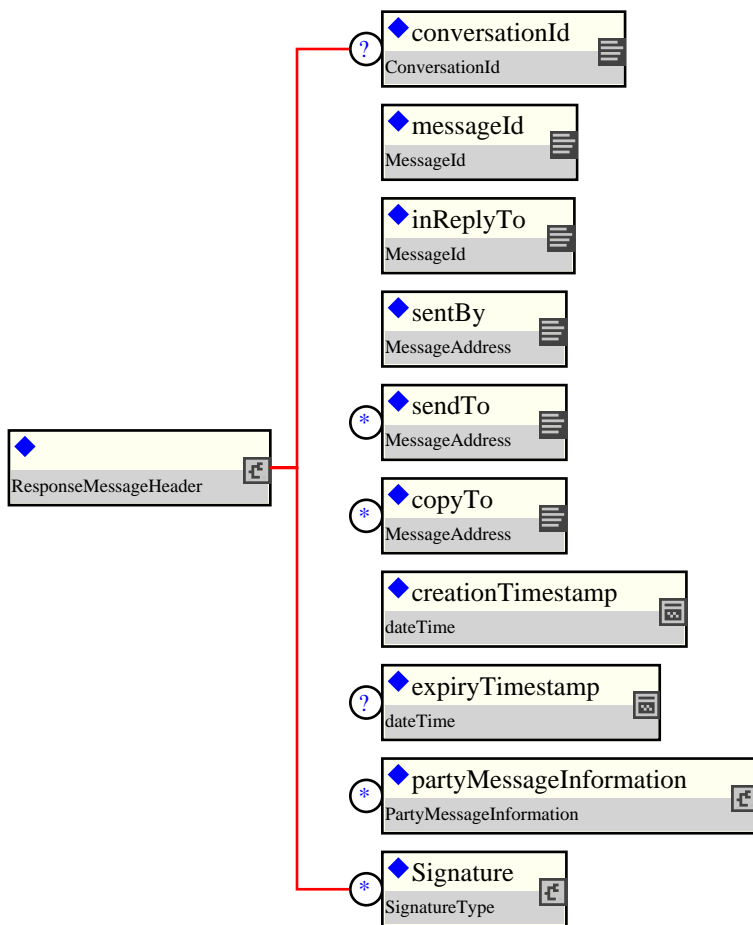 ?
conversationId
ConversationId
messageId
MessageId
inReplyTo
MessageId
sentBy
MessageAddress
*
sendTo
MessageAddress
ResponseMessageHeader
*
copyTo
MessageAddress
creationTimestamp
dateTime
?
expiryTimestamp
dateTime
*
partyMessageInformation
PartyMessageInformation
*
Signature
SignatureType